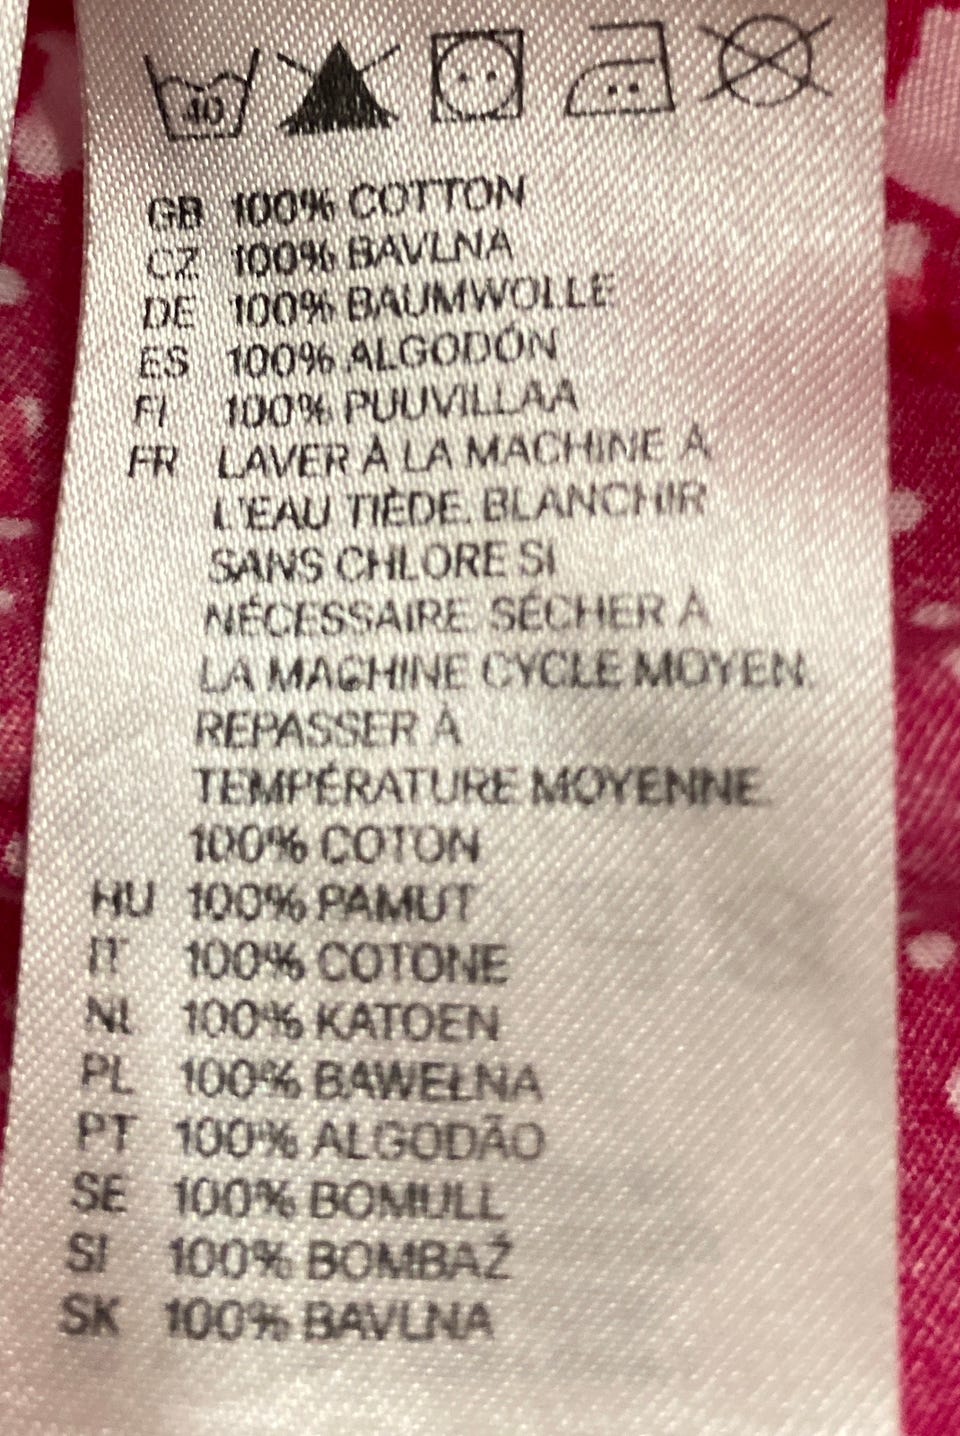 40
GB 100% COTTON
CZ 100% BAVLNA
DE 100% BAUMWOLLE
ES 100% ALGODÓN
FI 100% PUUVILLAA
FR LAVER À LA MACHINE À
L'EAU TIÈDE. BLANCHIR
SANS CHLORE SI
NÉCESSAIRE. SÉCHER À
LA MACHINE CYCLE MOYEN.
REPASSER À
TEMPÉRATURE MOYENNE.
100% COTON
HU 100% PAMUT
IT 100% COTONE
NL 100% KATOEN
PL 100% BAWEŁNA
PT 100% ALGODÃO
SE 100% BOMULL
SI 100% BOMBAŽ
SK 100% BAVLNA